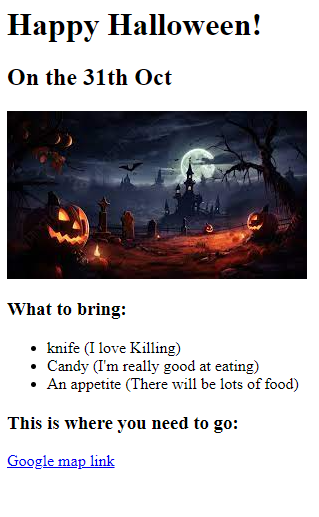 Happy Halloween!
On the 31th Oct
What to bring:
knife (I love Killing)
Candy (I'm really good at eating)
An appetite (There will be lots of food)
This is where you need to go:
Google map link